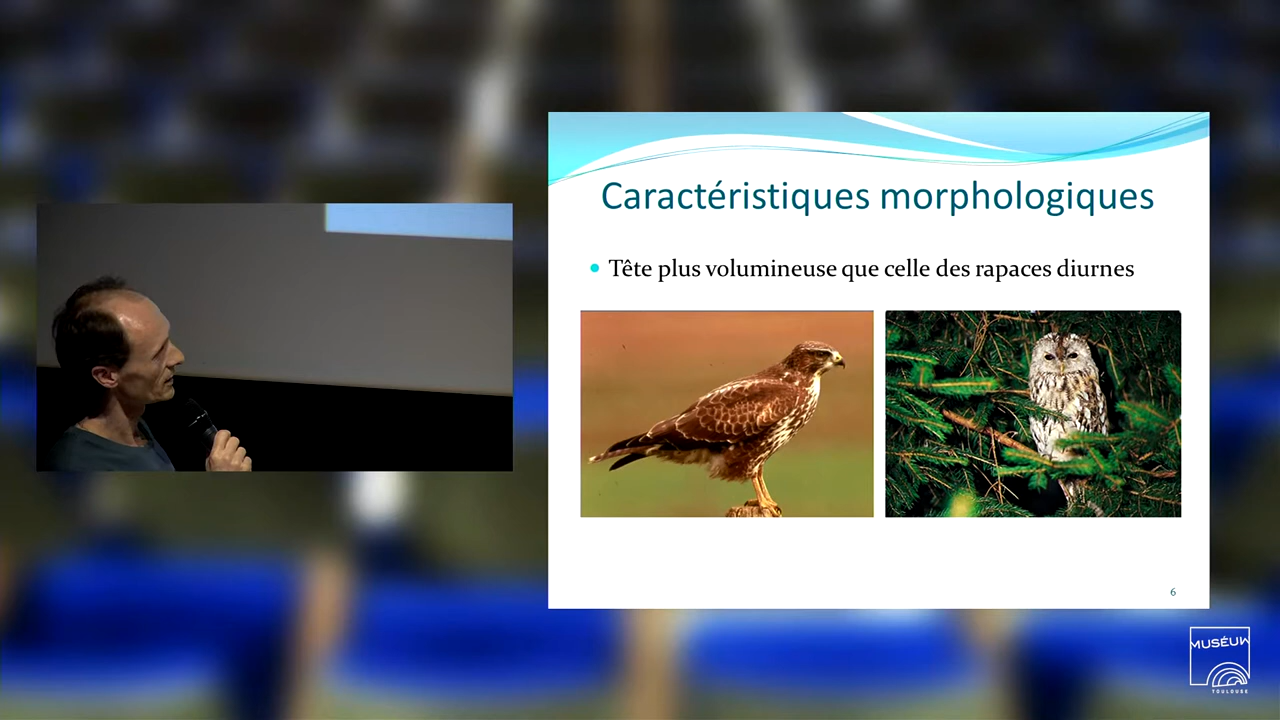 Caractéristiques morphologiques
• Tête plus volumineuse que celle des rapaces diurnes
6
MUSÉUM
TOULOUSE